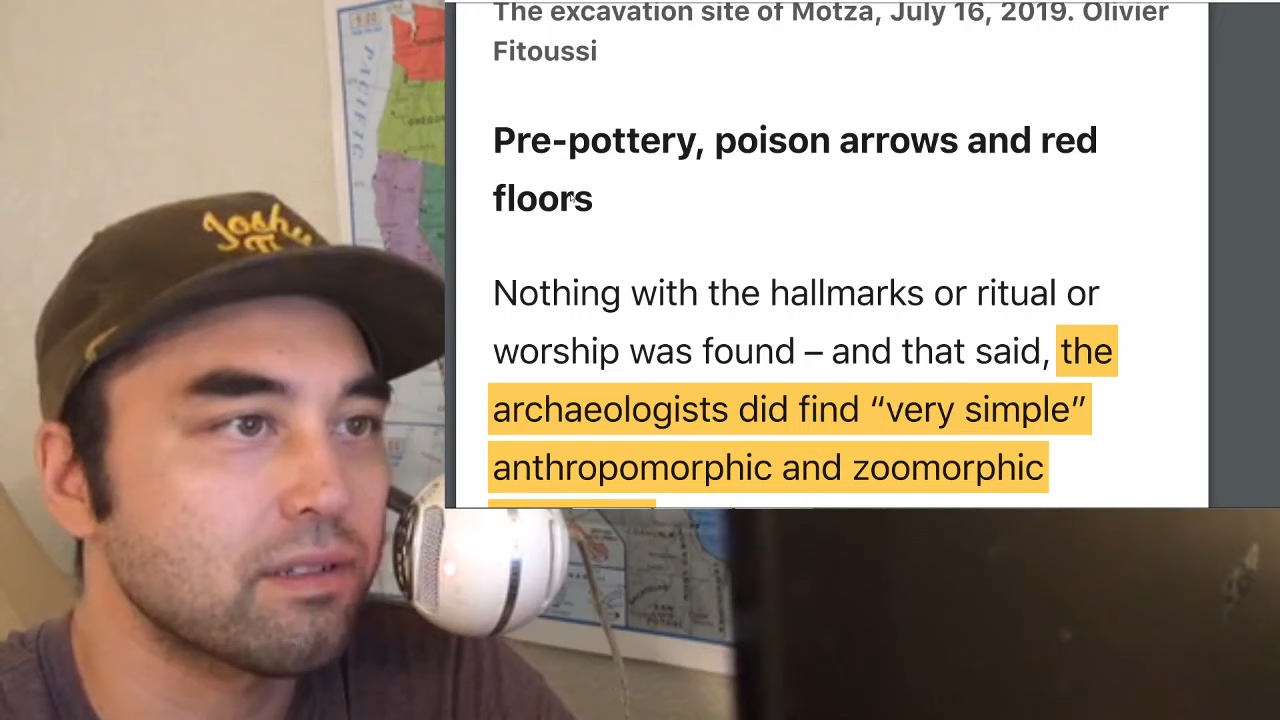 The excavation site of Motza, July 16, 2019. Olivier
Fitoussi
Pre-pottery, poison arrows and red
floors
Nothing with the hallmarks or ritual or
worship was found – and that said, the
archaeologists did find “very simple”
anthropomorphic and zoomorphic
PACIFIC
Joshu